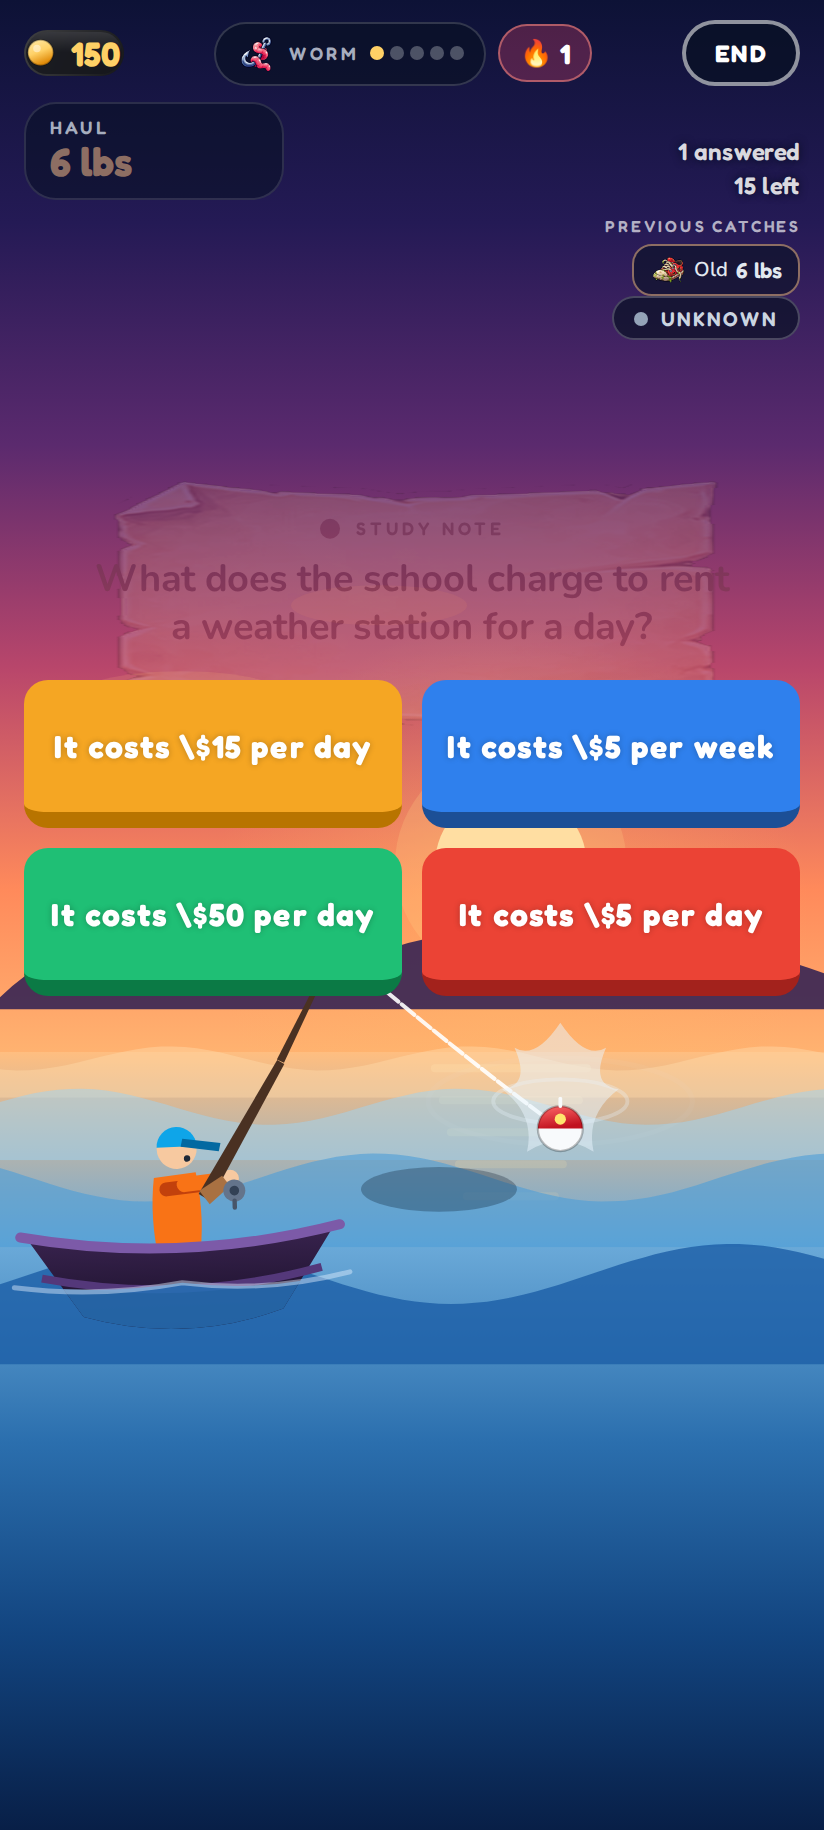 150
WORM
1
END
HAUL
6 lbs
1 answered
15 left
PREVIOUS CATCHES
Old 6 lbs
UNKNOWN
STUDY NOTE
What does the school charge to rent
a weather station for a day?
It costs \$15 per day
It costs \$5 per week
It costs \$50 per day
It costs \$5 per day